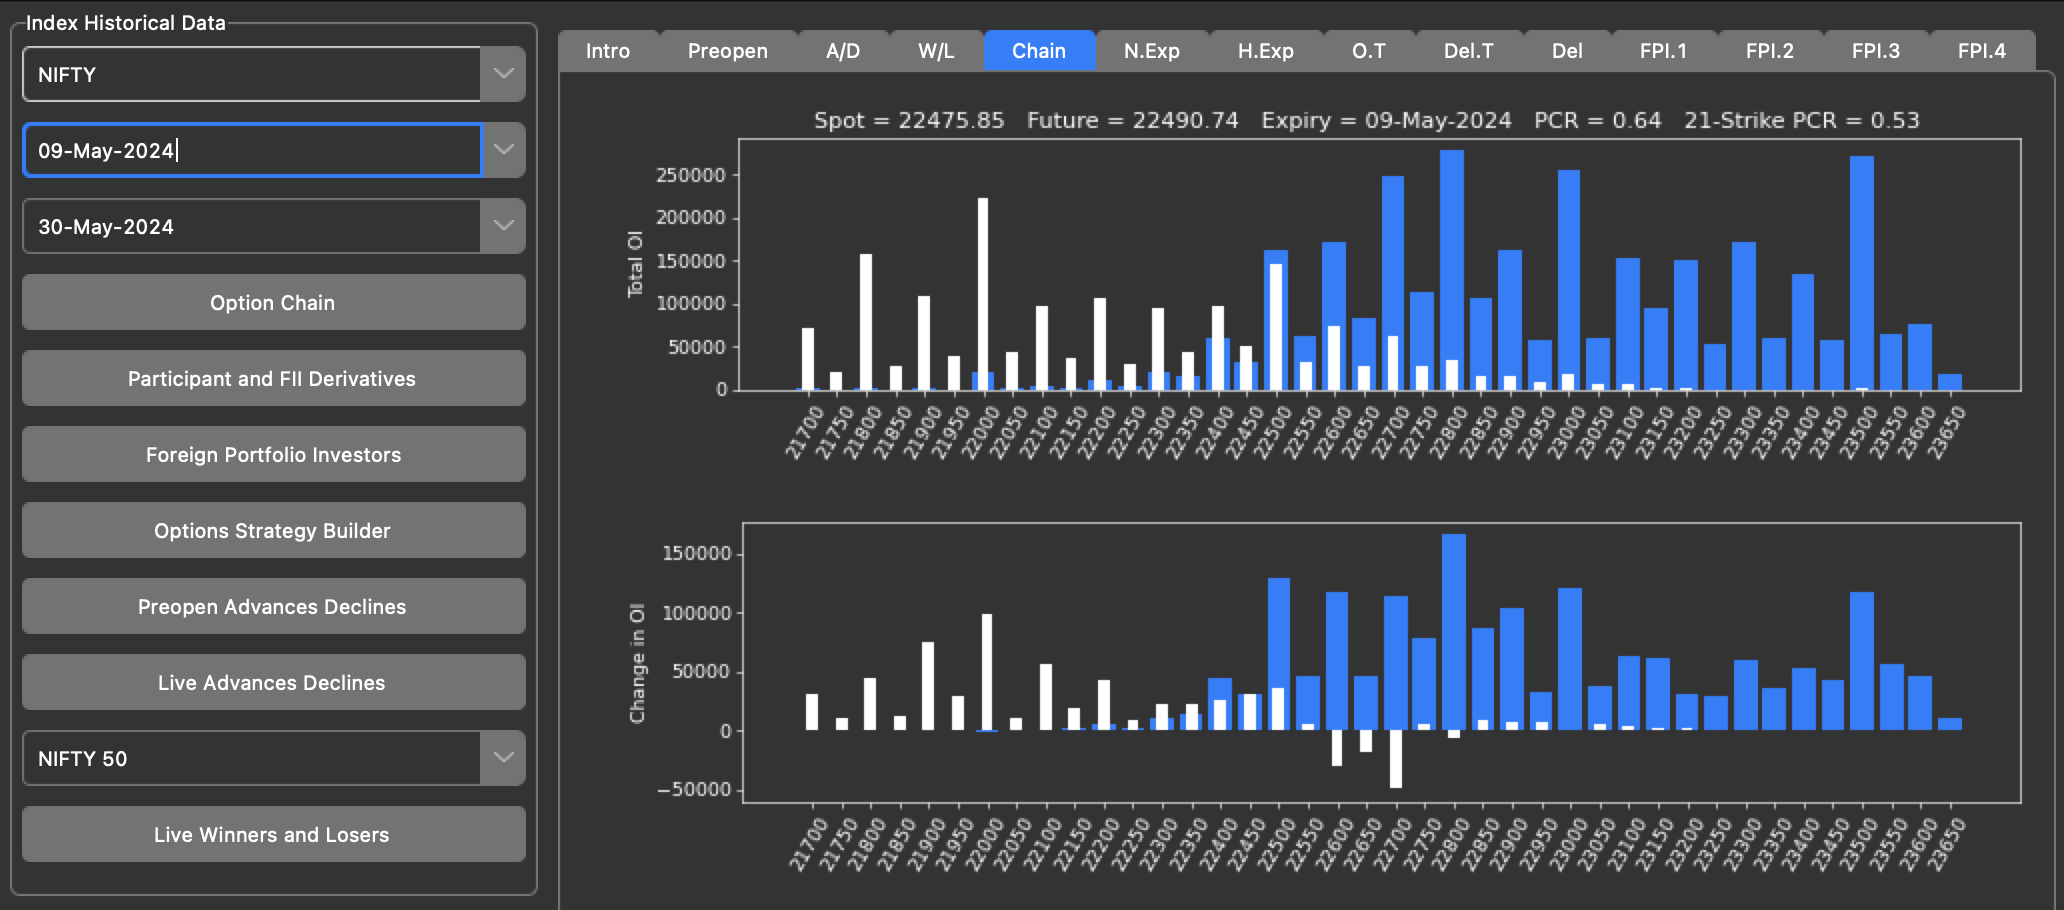 Index Historical Data
NIFTY
09-May-2024
30-May-2024
Option Chain
Participant and FII Derivatives
Foreign Portfolio Investors
Options Strategy Builder
Preopen Advances Declines
Live Advances Declines
NIFTY 50
Live Winners and Losers
Intro Preopen A/D W/L Chain N.Exp H.Exp O.T Del.T Del FPI.1 FPI.2 FPI.3 FPI.4
Spot = 22475.85 Future = 22490.74 Expiry = 09-May-2024 PCR = 0.64 21-Strike PCR = 0.53
Total OI
250000
200000
150000
100000
50000
0
21700 21750 21800 21850 21900 21950 22000 22050 22100 22150 22200 22250 22300 22350 22400 22450 22500 22550 22600 22650 22700 22750 22800 22850 22900 22950 23000 23050 23100 23150 23200 23250 23300 23350 23400 23450 23500 23550 23600 23650
Change in OI
150000
100000
50000
0
−50000
21700 21750 21800 21850 21900 21950 22000 22050 22100 22150 22200 22250 22300 22350 22400 22450 22500 22550 22600 22650 22700 22750 22800 22850 22900 22950 23000 23050 23100 23150 23200 23250 23300 23350 23400 23450 23500 23550 23600 23650